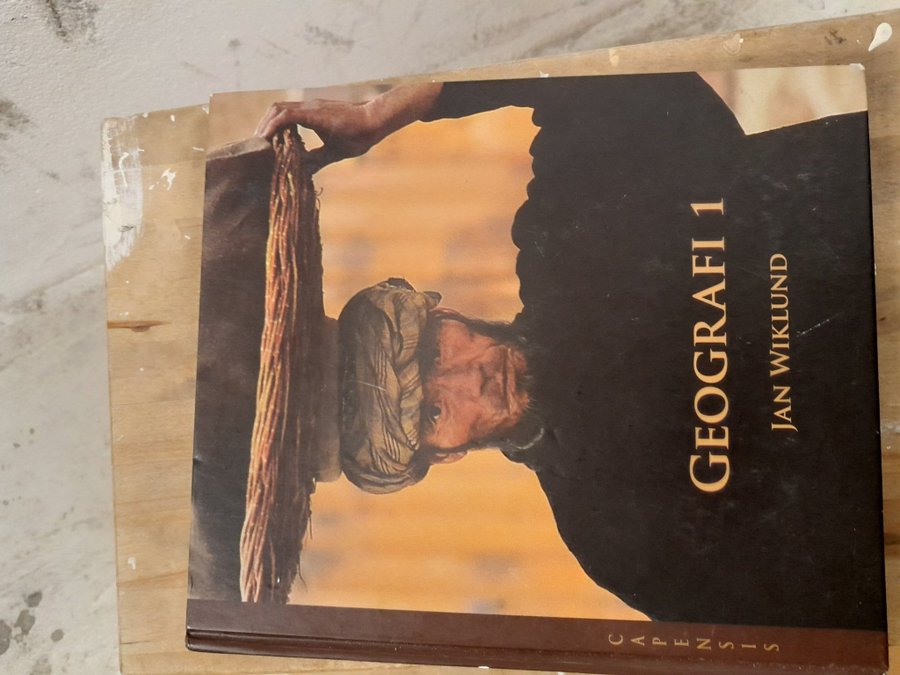 GEOGRAFI 1
JAN WIKLUND
CAPENSIS